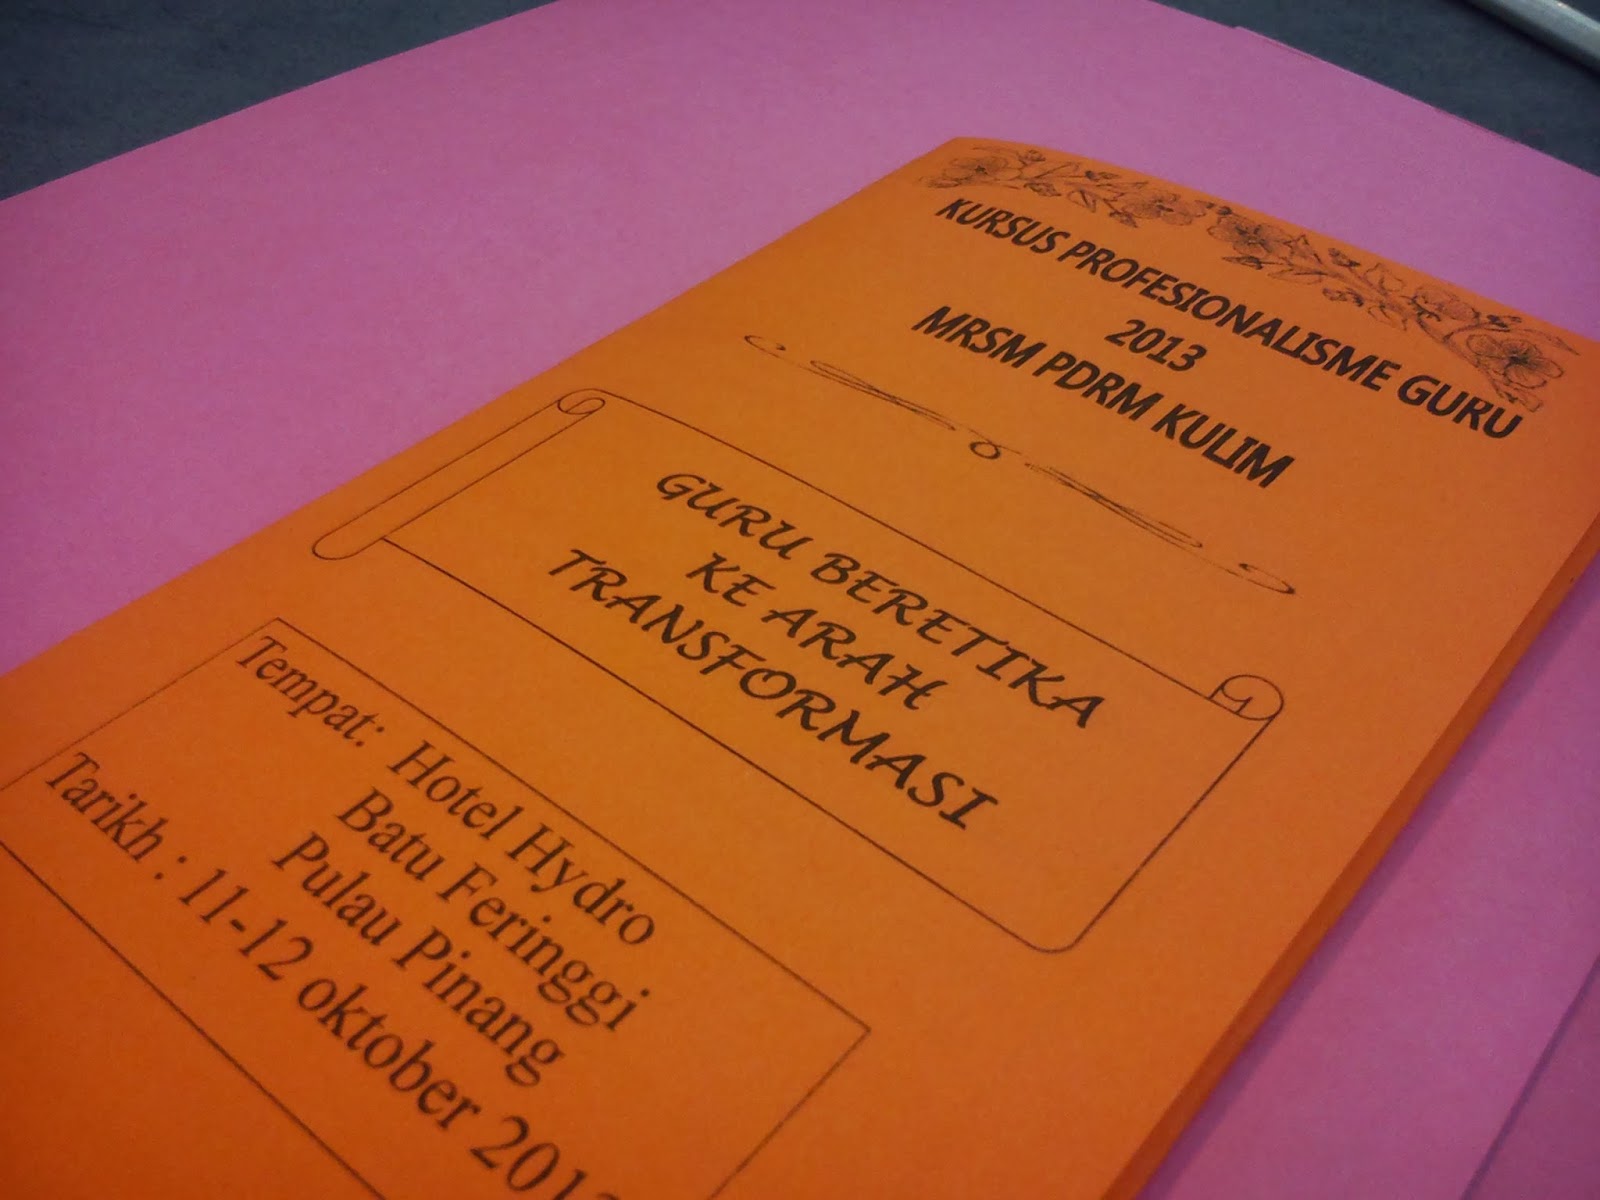 KURSUS PROFESIONALISME GURU
2013
MRSM PDRM KULIM
GURU BERETIKA
KE ARAH
TRANSFORMASI
Tempat: Hotel Hydro
Batu Feringgi
Pulau Pinang
Tarikh : 11-12 oktober 2013